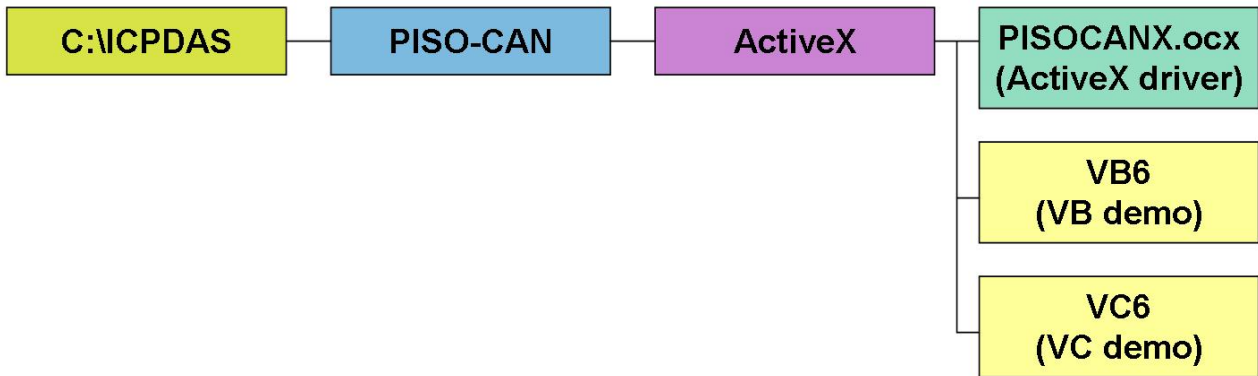 C:\ICPDAS
PISO-CAN
ActiveX
PISOCANX.ocx
(ActiveX driver)
VB6
(VB demo)
VC6
(VC demo)